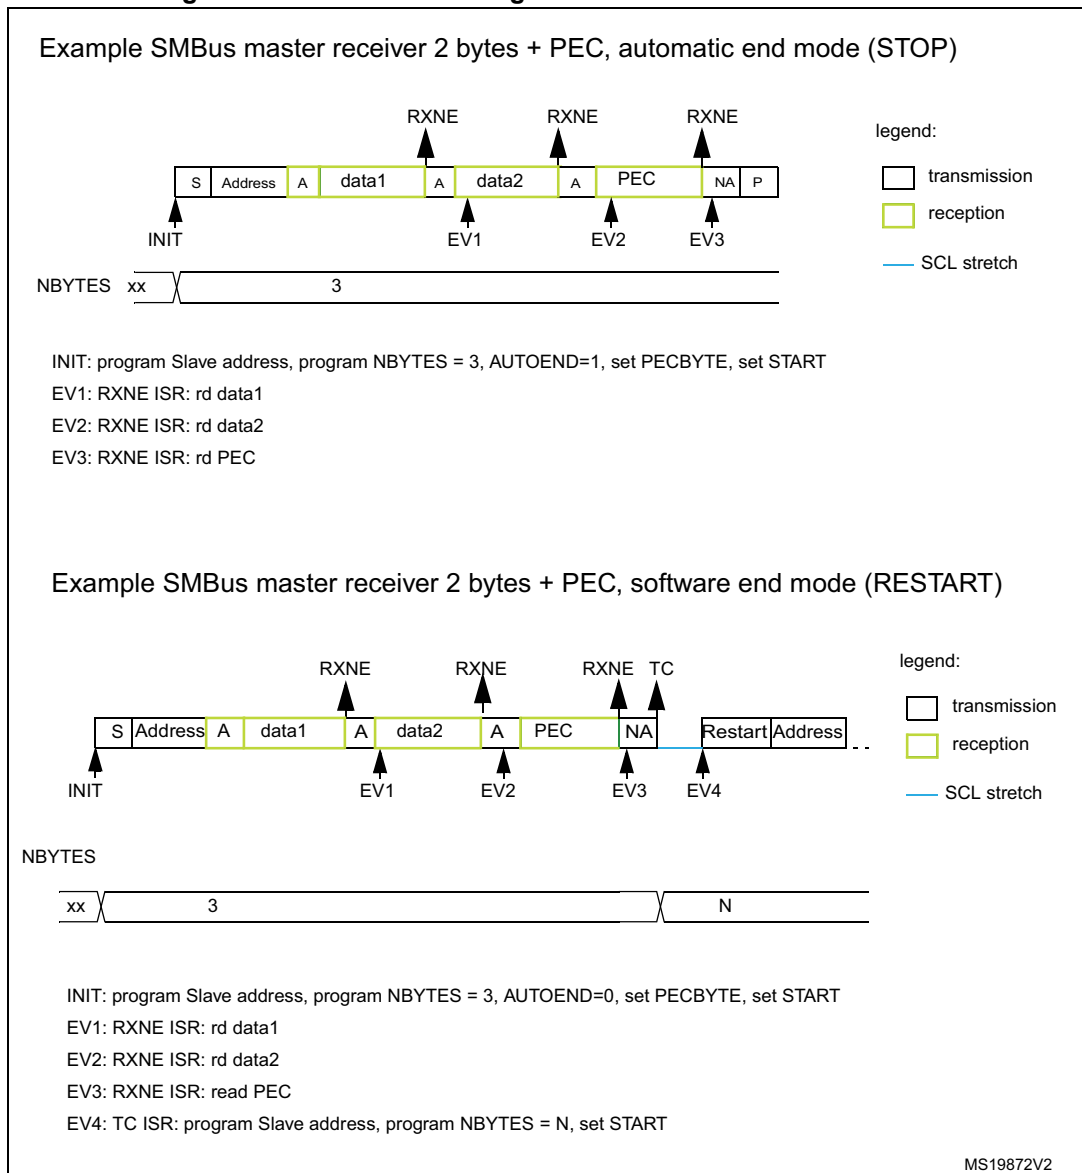 Example SMBus master receiver 2 bytes + PEC, automatic end mode (STOP)
RXNE RXNE RXNE
legend:
S Address A data1 A data2 A PEC NA P
transmission
reception
INIT EV1 EV2 EV3
SCL stretch
NBYTES xx 3
INIT: program Slave address, program NBYTES = 3, AUTOEND=1, set PECBYTE, set START
EV1: RXNE ISR: rd data1
EV2: RXNE ISR: rd data2
EV3: RXNE ISR: rd PEC
Example SMBus master receiver 2 bytes + PEC, software end mode (RESTART)
RXNE RXNE RXNE TC
legend:
S Address A data1 A data2 A PEC NA Restart Address
transmission
reception
INIT EV1 EV2 EV3 EV4
SCL stretch
NBYTES
xx 3 N
INIT: program Slave address, program NBYTES = 3, AUTOEND=0, set PECBYTE, set START
EV1: RXNE ISR: rd data1
EV2: RXNE ISR: rd data2
EV3: RXNE ISR: read PEC
EV4: TC ISR: program Slave address, program NBYTES = N, set START
MS19872V2